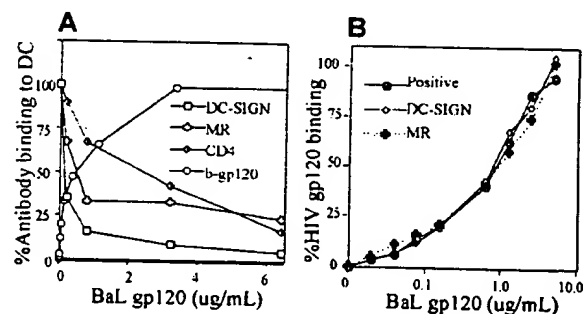 A
%Antibody binding to DC
100
75
50
25
0
DC-SIGN
MR
CD4
b-gp120
0 2 4 6
BaL gp120 (ug/mL)
B
%HIV gp120 binding
100
75
50
25
0
Positive
DC-SIGN
MR
0 0.1 1.0 10.0
BaL gp120 (ug/mL)